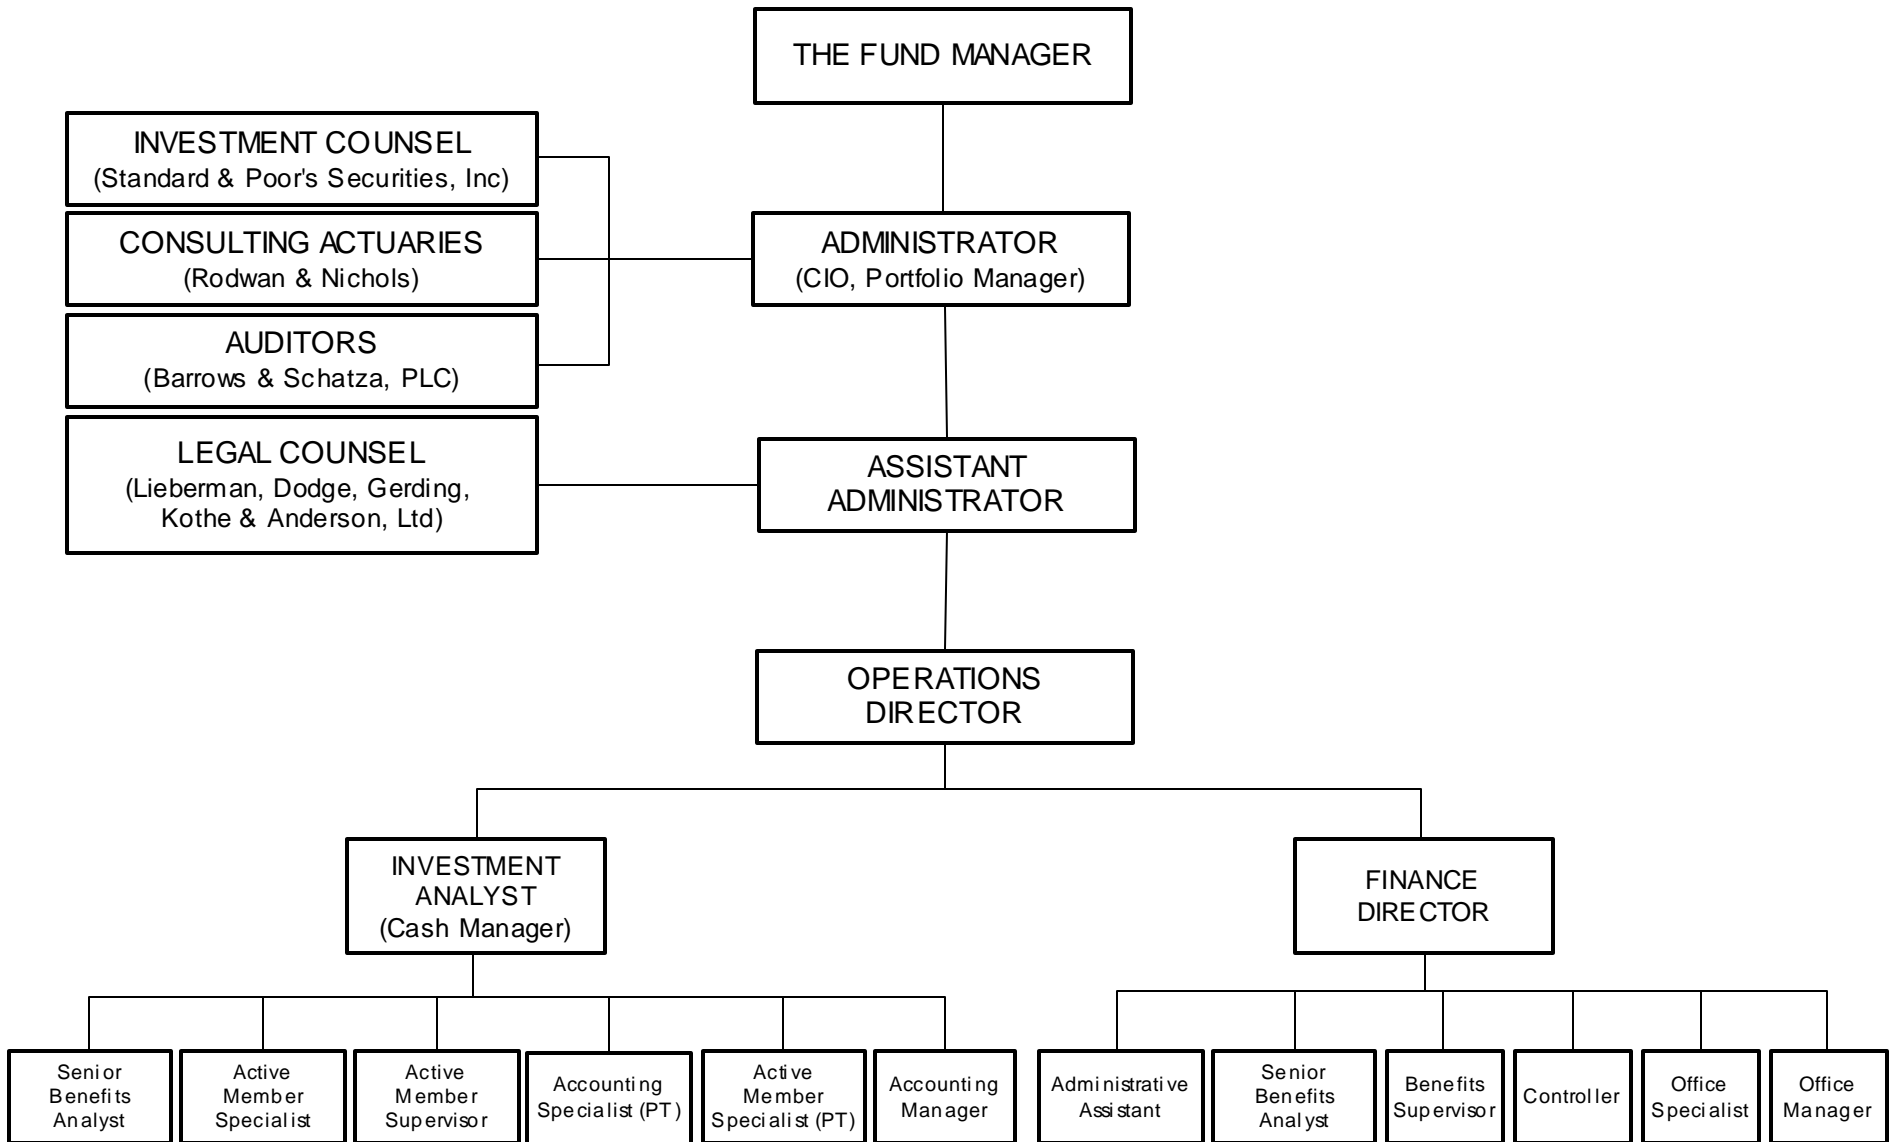 THE FUND MANAGER
INVESTMENT COUNSEL
(Standard & Poor's Securities, Inc)
CONSULTING ACTUARIES
(Rodwan & Nichols)
ADMINISTRATOR
(CIO, Portfolio Manager)
AUDITORS
(Barrows & Schatza, PLC)
LEGAL COUNSEL
(Lieberman, Dodge, Gerding,
Kothe & Anderson, Ltd)
ASSISTANT
ADMINISTRATOR
OPERATIONS
DIRECTOR
INVESTMENT
ANALYST
(Cash Manager)
FINANCE
DIRECTOR
Senior
Benefits
Analyst
Active
Member
Specialist
Active
Member
Supervisor
Accounting
Specialist (PT)
Active
Member
Specialist (PT)
Accounting
Manager
Administrative
Assistant
Senior
Benefits
Analyst
Benefits
Supervisor
Controller
Office
Specialist
Office
Manager